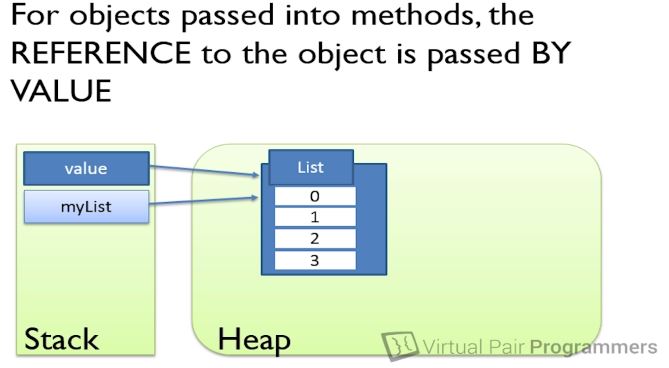 For objects passed into methods, the
REFERENCE to the object is passed BY
VALUE
value
myList
List
0
1
2
3
Stack
Heap
Virtual Pair Programmers